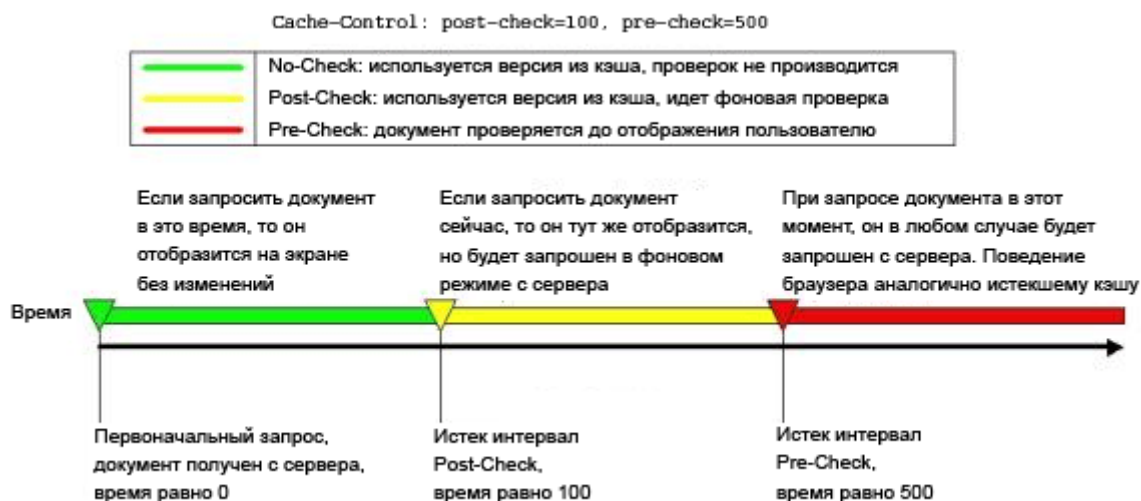 Cache-Control: post-check=100, pre-check=500
No-Check: используется версия из кэша, проверок не производится
Post-Check: используется версия из кэша, идет фоновая проверка
Pre-Check: документ проверяется до отображения пользователю
Если запросить документ
в это время, то он
отобразится на экране
без изменений
Если запросить документ
сейчас, то он тут же отобразится,
но будет запрошен в фоновом
режиме с сервера
При запросе документа в этот
момент, он в любом случае будет
запрошен с сервера. Поведение
браузера аналогично истекшему кэшу
Время
Первоначальный запрос,
документ получен с сервера,
время равно 0
Истек интервал
Post-Check,
время равно 100
Истек интервал
Pre-Check,
время равно 500